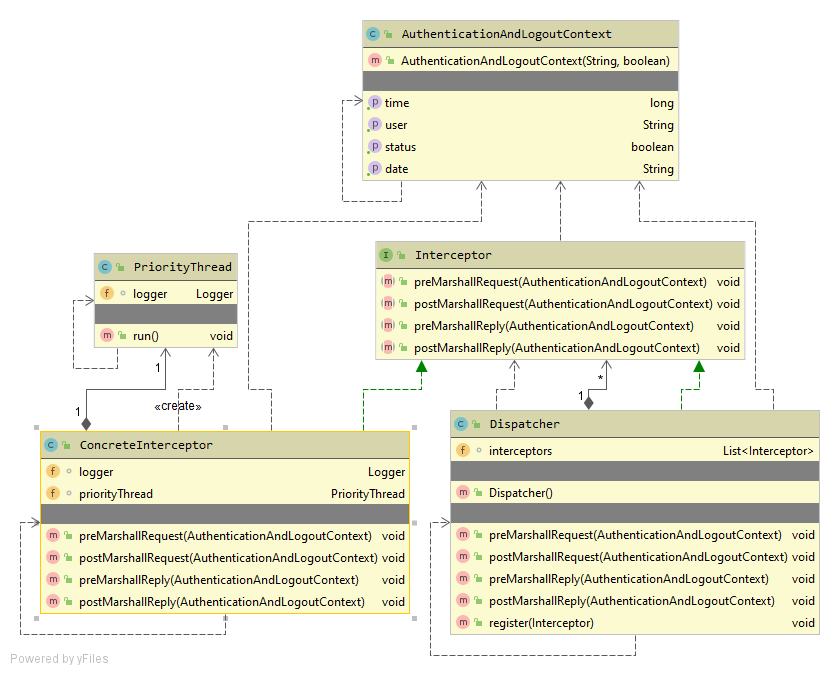 AuthenticationAndLogoutContext
AuthenticationAndLogoutContext(String, boolean)
time long
user String
status boolean
date String
PriorityThread
logger Logger
run() void
Interceptor
preMarshallRequest(AuthenticationAndLogoutContext) void
postMarshallRequest(AuthenticationAndLogoutContext) void
preMarshallReply(AuthenticationAndLogoutContext) void
postMarshallReply(AuthenticationAndLogoutContext) void
1
1
«create»
*
1
ConcreteInterceptor
logger Logger
priorityThread PriorityThread
preMarshallRequest(AuthenticationAndLogoutContext) void
postMarshallRequest(AuthenticationAndLogoutContext) void
preMarshallReply(AuthenticationAndLogoutContext) void
postMarshallReply(AuthenticationAndLogoutContext) void
Dispatcher
interceptors List<Interceptor>
Dispatcher()
preMarshallRequest(AuthenticationAndLogoutContext) void
postMarshallRequest(AuthenticationAndLogoutContext) void
preMarshallReply(AuthenticationAndLogoutContext) void
postMarshallReply(AuthenticationAndLogoutContext) void
register(Interceptor) void
Powered by yFiles